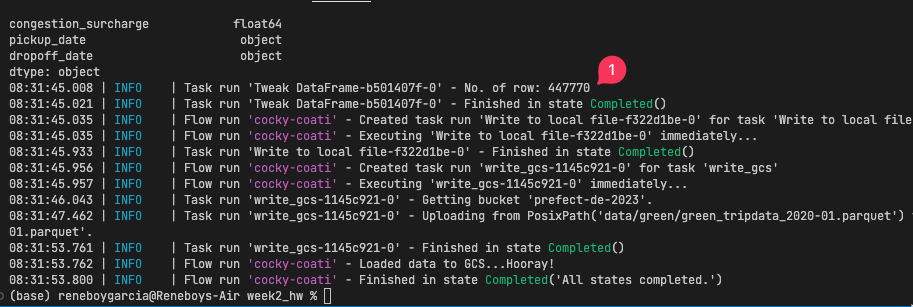 congestion_surcharge           float64
pickup_date                     object
dropoff_date                    object
dtype: object
08:31:45.008 | INFO    | Task run 'Tweak DataFrame-b501407f-0' - No. of row: 447770
1
08:31:45.021 | INFO    | Task run 'Tweak DataFrame-b501407f-0' - Finished in state Completed()
08:31:45.035 | INFO    | Flow run 'cocky-coati' - Created task run 'Write to local file-f322d1be-0' for task 'Write to local file
08:31:45.035 | INFO    | Flow run 'cocky-coati' - Executing 'Write to local file-f322d1be-0' immediately...
08:31:45.933 | INFO    | Task run 'Write to local file-f322d1be-0' - Finished in state Completed()
08:31:45.956 | INFO    | Flow run 'cocky-coati' - Created task run 'write_gcs-1145c921-0' for task 'write_gcs'
08:31:45.957 | INFO    | Flow run 'cocky-coati' - Executing 'write_gcs-1145c921-0' immediately...
08:31:46.043 | INFO    | Task run 'write_gcs-1145c921-0' - Getting bucket 'prefect-de-2023'.
08:31:47.462 | INFO    | Task run 'write_gcs-1145c921-0' - Uploading from PosixPath('data/green/green_tripdata_2020-01.parquet')
01.parquet'.
08:31:53.761 | INFO    | Task run 'write_gcs-1145c921-0' - Finished in state Completed()
08:31:53.762 | INFO    | Flow run 'cocky-coati' - Loaded data to GCS...Hooray!
08:31:53.800 | INFO    | Flow run 'cocky-coati' - Finished in state Completed('All states completed.')
(base) reneboygarcia@Reneboys-Air week2_hw %